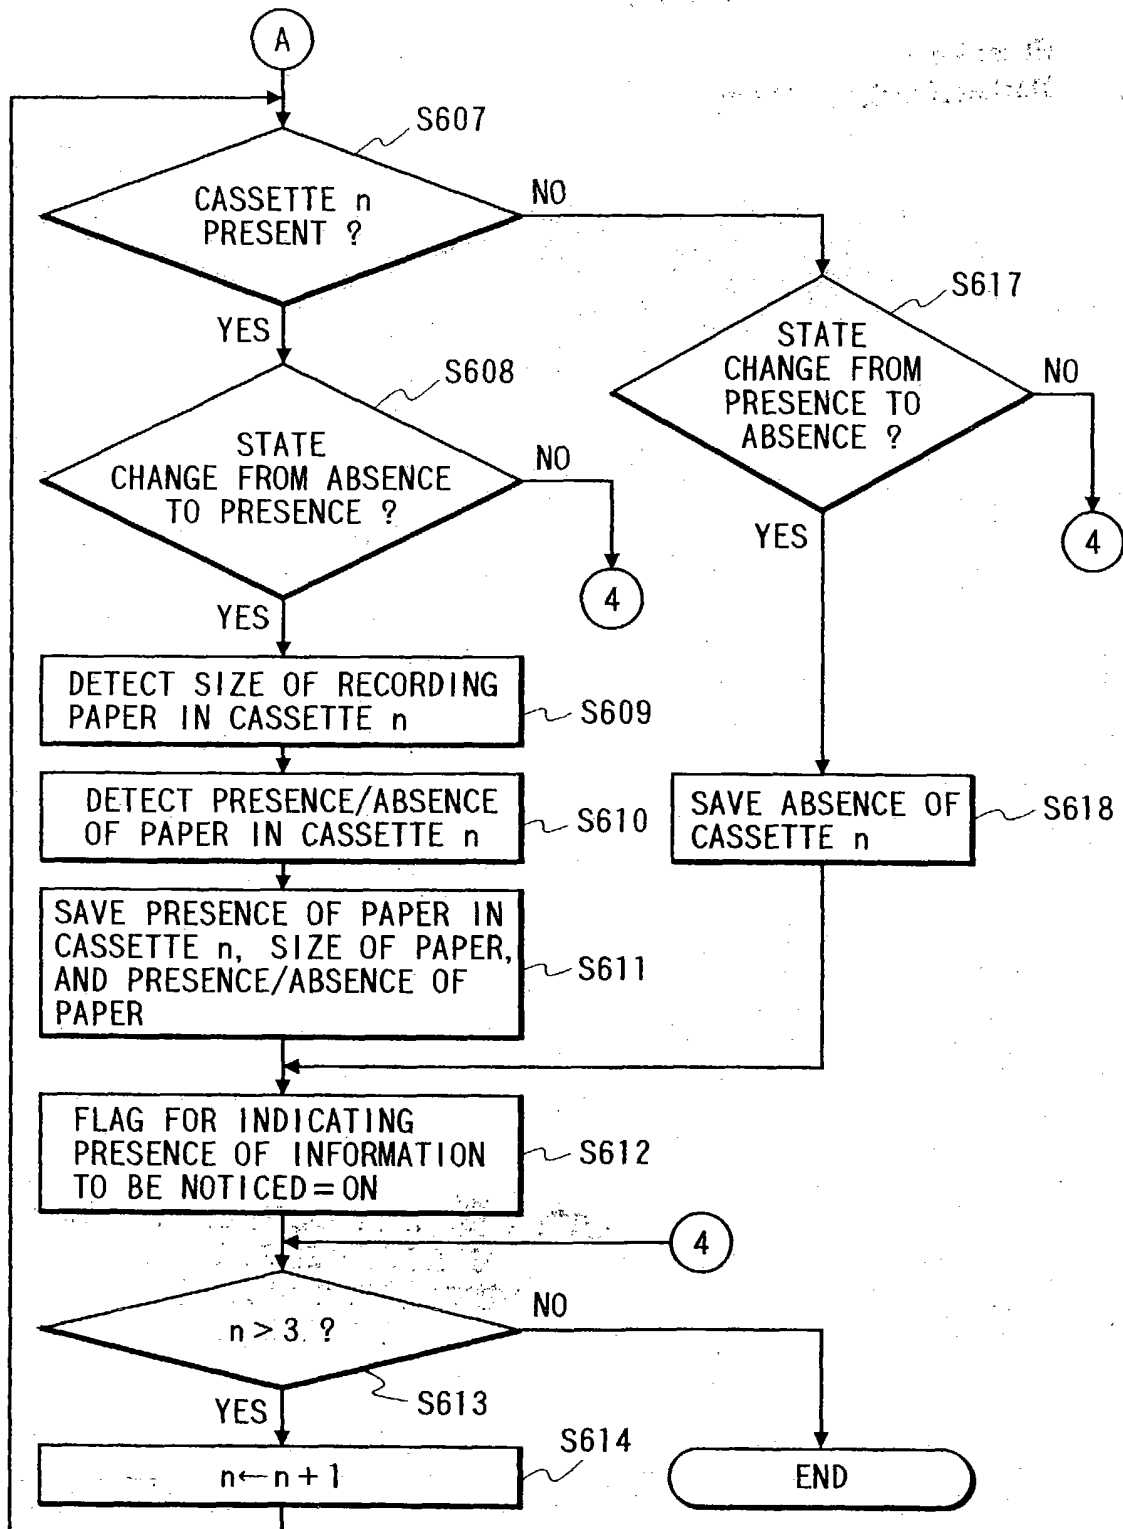 A
S607
CASSETTE n
PRESENT ?
NO
YES
S617
STATE
CHANGE FROM
PRESENCE TO
ABSENCE ?
NO
YES
4
S608
STATE
CHANGE FROM ABSENCE
TO PRESENCE ?
NO
4
YES
DETECT SIZE OF RECORDING
PAPER IN CASSETTE n
S609
DETECT PRESENCE/ABSENCE
OF PAPER IN CASSETTE n
S610
SAVE ABSENCE OF
CASSETTE n
S618
SAVE PRESENCE OF PAPER IN
CASSETTE n, SIZE OF PAPER,
AND PRESENCE/ABSENCE OF
PAPER
S611
FLAG FOR INDICATING
PRESENCE OF INFORMATION
TO BE NOTICED=ON
S612
4
n>3 ?
NO
S613
YES
n←n+1
S614
END